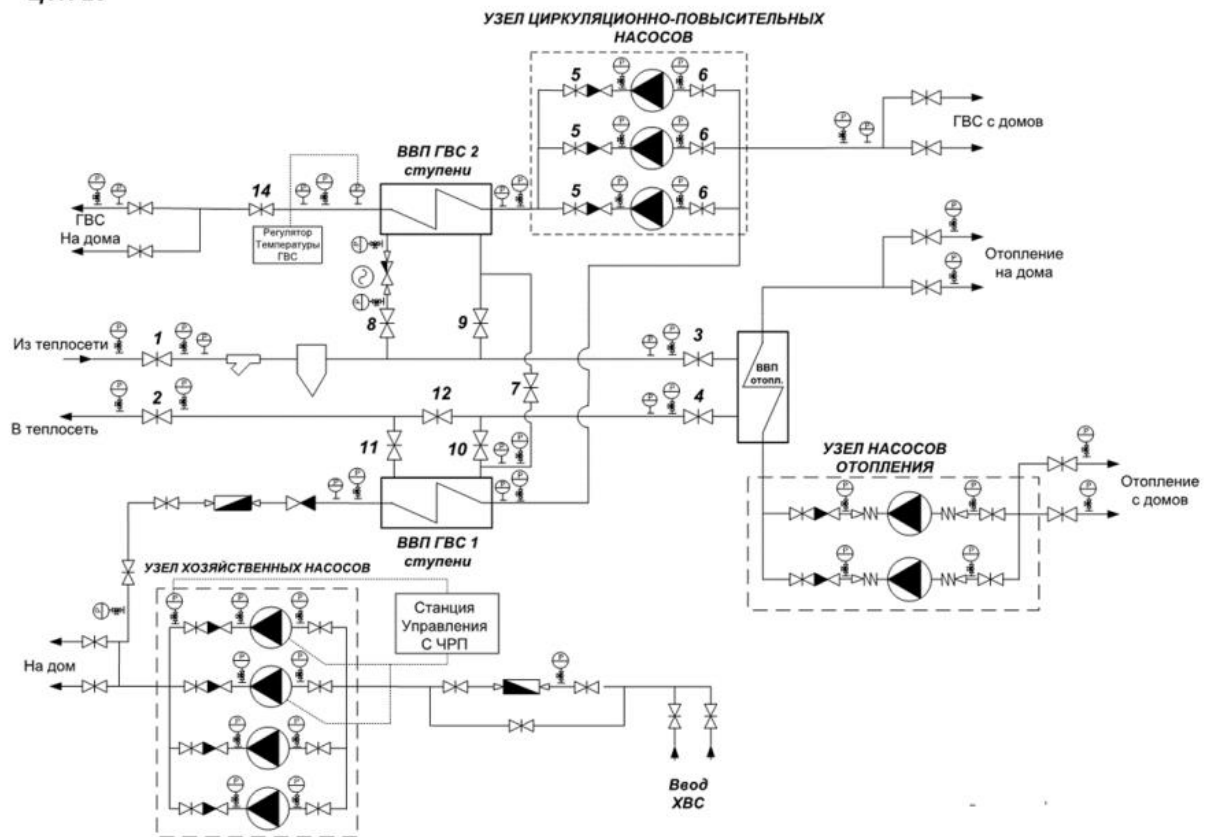 УЗЕЛ ЦИРКУЛЯЦИОННО-ПОВЫСИТЕЛЬНЫХ
НАСОСОВ
P P
5 6
P P
5 6
P P
5 6
ВВП ГВС 2
ступени
P P
ГВС с домов
P P
14
P P P
P P
ГВС
На дома
Регулятор
Температуры
ГВС
P
P
8
9
P
P
Отопление
на дома
Из теплосети
P
1
P P
P P
3
ВВП
отопл.
7
В теплосеть
P
2
P
12
P P
4
11
10
P P
P P
P P
ВВП ГВС 1
ступени
УЗЕЛ НАСОСОВ
ОТОПЛЕНИЯ
P
P
Отопление
с домов
P P
P P
УЗЕЛ ХОЗЯЙСТВЕННЫХ НАСОСОВ
P
P P P
Станция
Управления
С ЧРП
На дом
P P
P
P P
P P
Ввод
ХВС